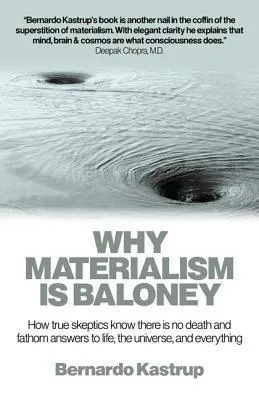 “Bernardo Kastrup’s book is another nail in the coffin of the
superstition of materialism. With elegant clarity he explains that
mind, brain & cosmos are what consciousness does.”
Deepak Chopra, M.D.
WHY
MATERIALISM
IS BALONEY
How true skeptics know there is no death and
fathom answers to life, the universe, and everything
Bernardo Kastrup